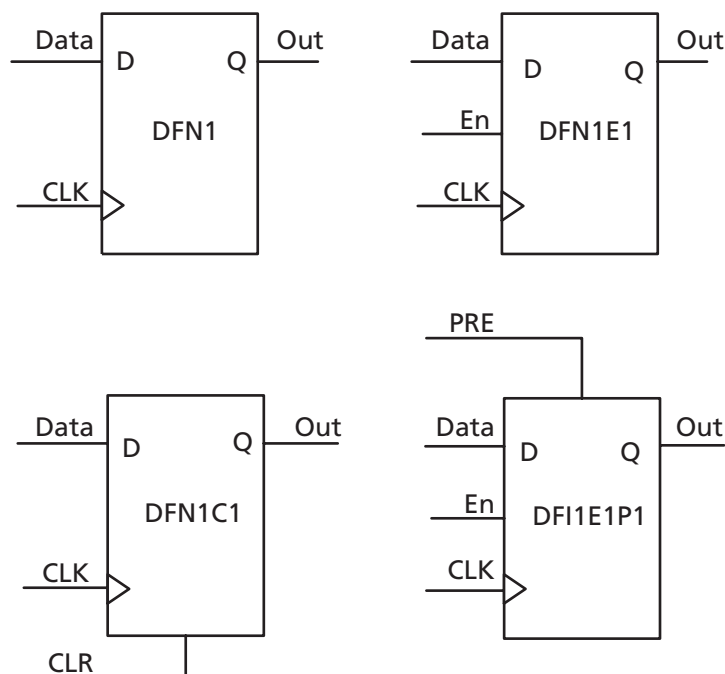 Data
D
Q
Out
DFN1
CLK
Data
D
Q
Out
En
DFN1E1
CLK
Data
D
Q
Out
DFN1C1
CLK
CLR
PRE
Data
D
Q
Out
En
DFI1E1P1
CLK